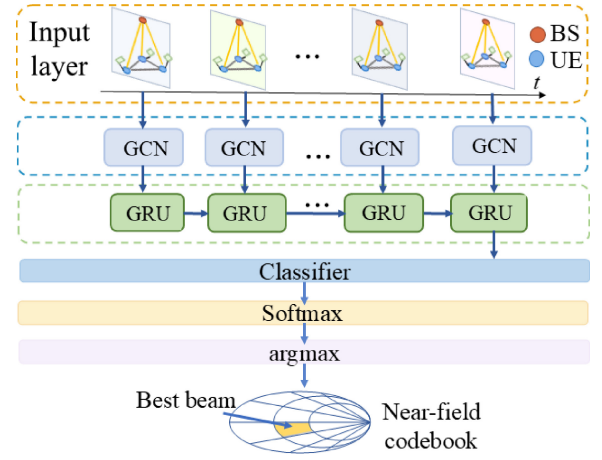 Input
layer
BS
UE
...
t
GCN
GCN
...
GCN
GCN
...
GRU
GRU
GRU
GRU
Classifier
Softmax
argmax
Best beam
Near-field
codebook